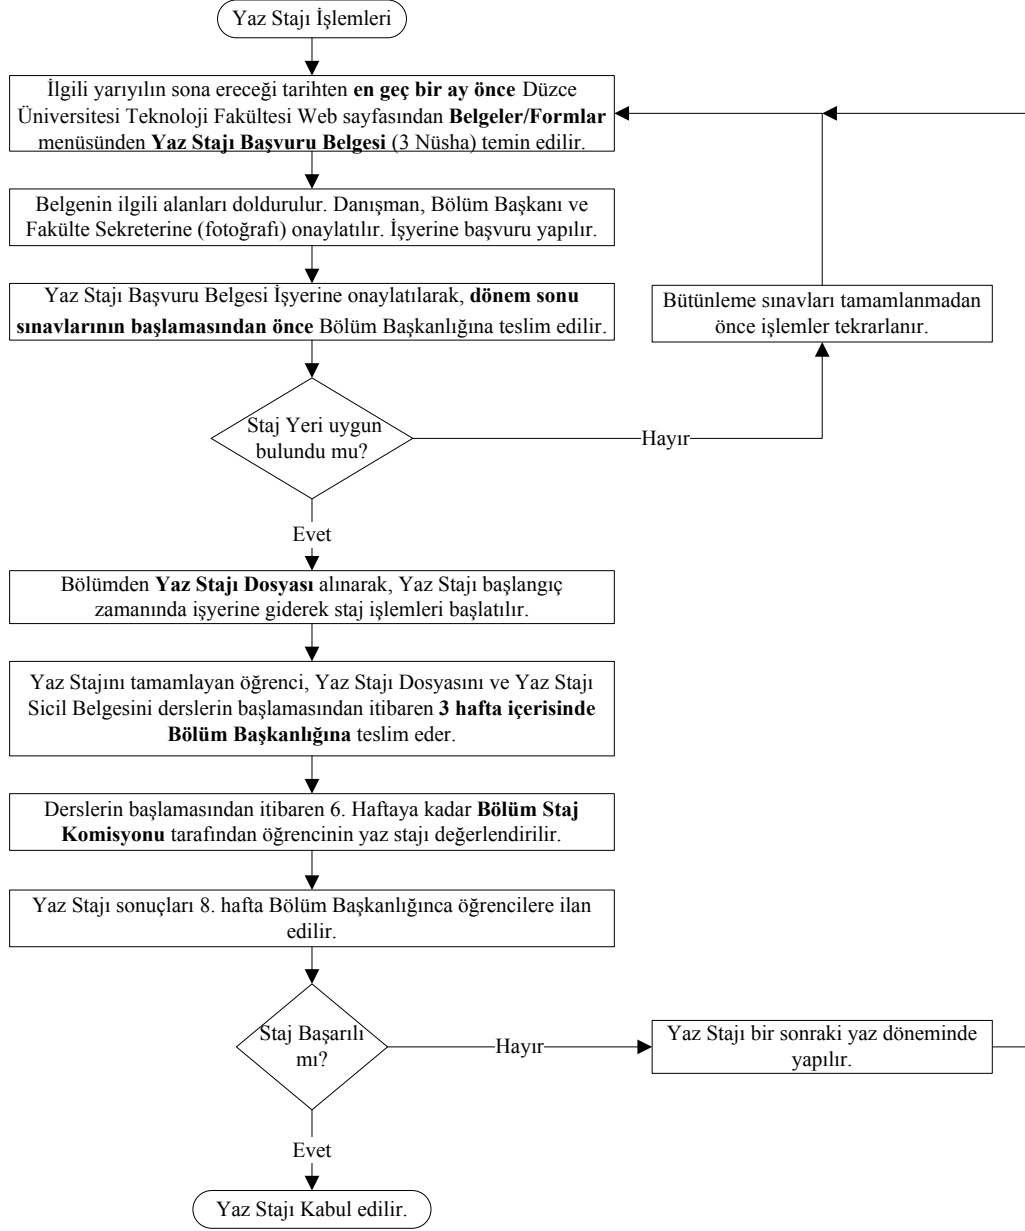 Yaz Stajı İşlemleri
İlgili yarıyılın sona ereceği tarihten en geç bir ay önce Düzce
Üniversitesi Teknoloji Fakültesi Web sayfasından Belgeler/Formlar
menüsünden Yaz Stajı Başvuru Belgesi (3 Nüsha) temin edilir.
Belgenin ilgili alanları doldurulur. Danışman, Bölüm Başkanı ve
Fakülte Sekreterine (fotoğrafı) onaylatılır. İşyerine başvuru yapılır.
Yaz Stajı Başvuru Belgesi İşyerine onaylatılarak, dönem sonu
sınavlarının başlamasından önce Bölüm Başkanlığına teslim edilir.
Bütünleme sınavları tamamlanmadan
önce işlemler tekrarlanır.
Staj Yeri uygun
bulundu mu?
Hayır
Evet
Bölümden Yaz Stajı Dosyası alınarak, Yaz Stajı başlangıç
zamanında işyerine giderek staj işlemleri başlatılır.
Yaz Stajını tamamlayan öğrenci, Yaz Stajı Dosyasını ve Yaz Stajı
Sicil Belgesini derslerin başlamasından itibaren 3 hafta içerisinde
Bölüm Başkanlığına teslim eder.
Derslerin başlamasından itibaren 6. Haftaya kadar Bölüm Staj
Komisyonu tarafından öğrencinin yaz stajı değerlendirilir.
Yaz Stajı sonuçları 8. hafta Bölüm Başkanlığınca öğrencilere ilan
edilir.
Staj Başarılı
mı?
Hayır
Yaz Stajı bir sonraki yaz döneminde
yapılır.
Evet
Yaz Stajı Kabul edilir.